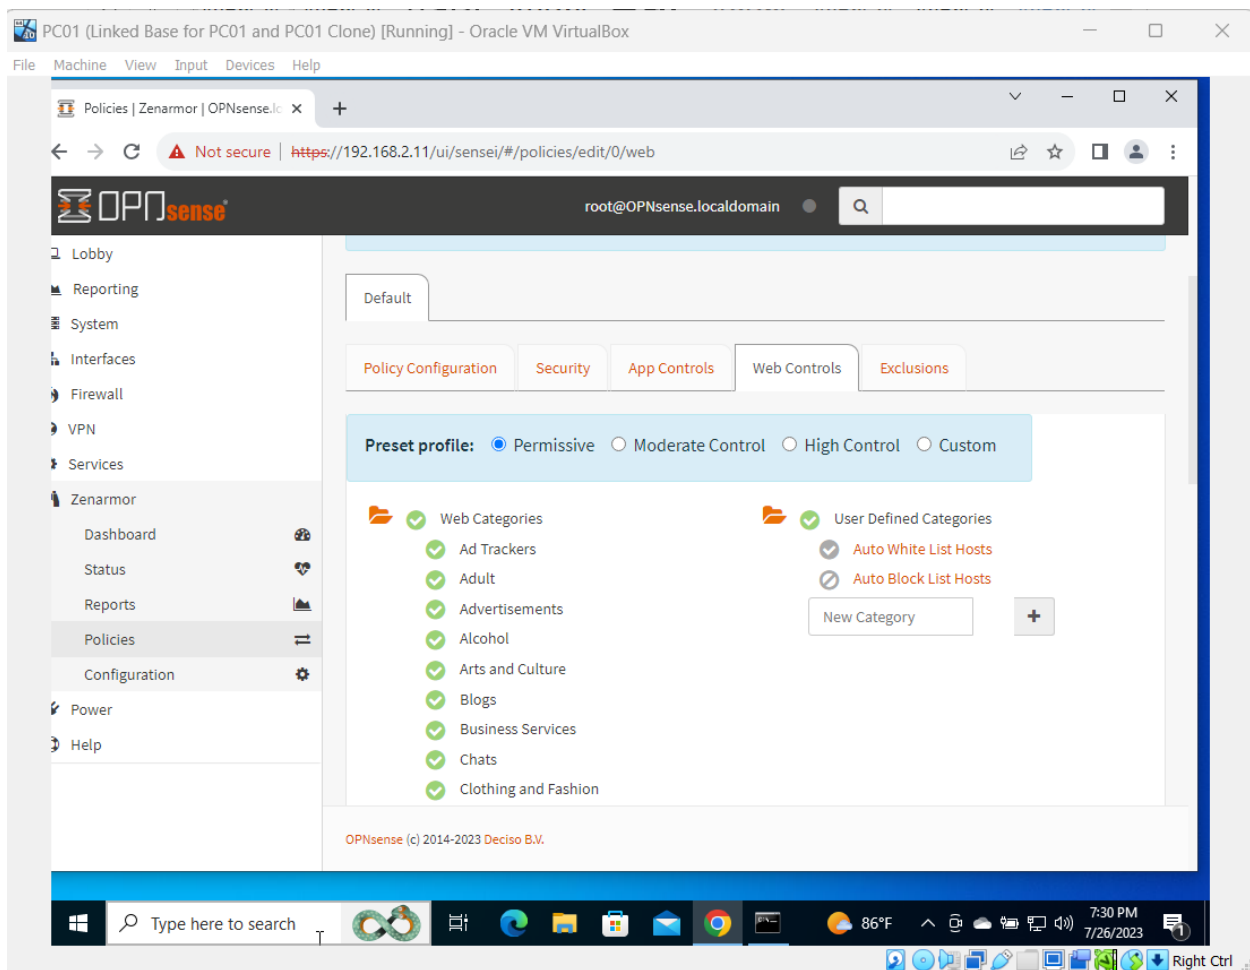 PC01 (Linked Base for PC01 and PC01 Clone) [Running] - Oracle VM VirtualBox
File Machine View Input Devices Help
Policies | Zenarmor | OPNsense.lo
Not secure | https://192.168.2.11/ui/sensei/#/policies/edit/0/web
OPNsense
root@OPNsense.localdomain
Lobby
Reporting
System
Interfaces
Firewall
VPN
Services
Zenarmor
Dashboard
Status
Reports
Policies
Configuration
Power
Help
Default
Policy Configuration Security App Controls Web Controls Exclusions
Preset profile: Permissive Moderate Control High Control Custom
Web Categories
Ad Trackers
Adult
Advertisements
Alcohol
Arts and Culture
Blogs
Business Services
Chats
Clothing and Fashion
User Defined Categories
Auto White List Hosts
Auto Block List Hosts
New Category
OPNsense (c) 2014-2023 Deciso B.V.
Type here to search
86°F
7:30 PM
7/26/2023
1
Right Ctrl